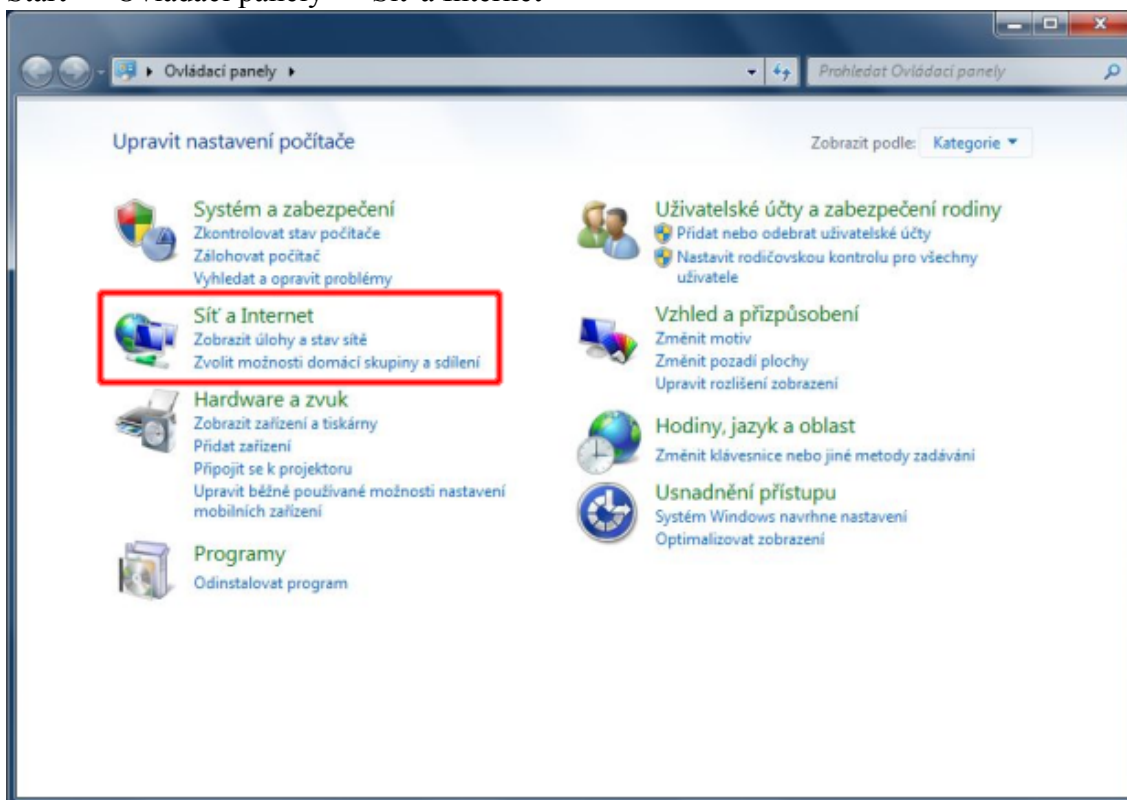 Ovládací panely
Prohledat Ovládací panely
Upravit nastavení počítače
Zobrazit podle: Kategorie
Systém a zabezpečení
Zkontrolovat stav počítače
Zálohovat počítač
Vyhledat a opravit problémy
Síť a Internet
Zobrazit úlohy a stav sítě
Zvolit možnosti domácí skupiny a sdílení
Hardware a zvuk
Zobrazit zařízení a tiskárny
Přidat zařízení
Připojit se k projektoru
Upravit běžné používané možnosti nastavení
mobilních zařízení
Programy
Odinstalovat program
Uživatelské účty a zabezpečení rodiny
Přidat nebo odebrat uživatelské účty
Nastavit rodičovskou kontrolu pro všechny
uživatele
Vzhled a přizpůsobení
Změnit motiv
Změnit pozadí plochy
Upravit rozlišení zobrazení
Hodiny, jazyk a oblast
Změnit klávesnice nebo jiné metody zadávání
Usnadnění přístupu
Systém Windows navrhne nastavení
Optimalizovat zobrazení